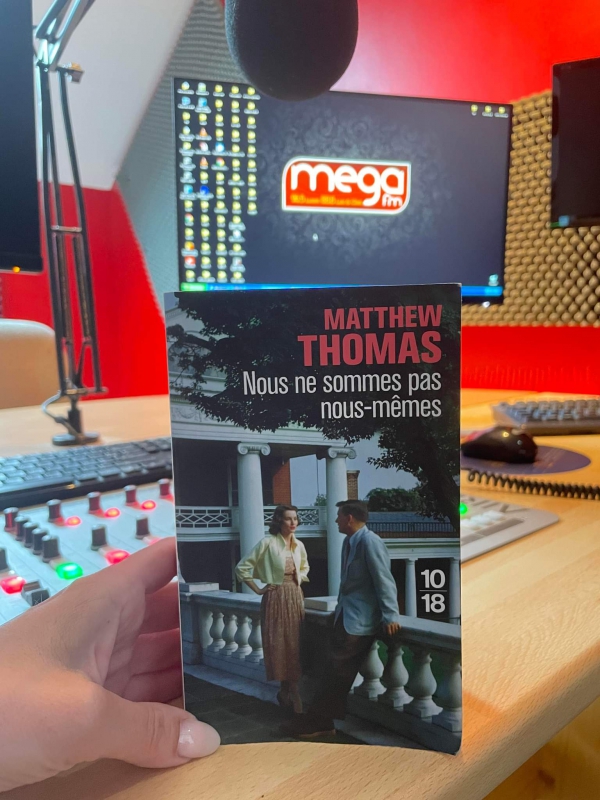 mega
fm
MATTHEW
THOMAS
Nous ne sommes pas
nous-mêmes
10
18